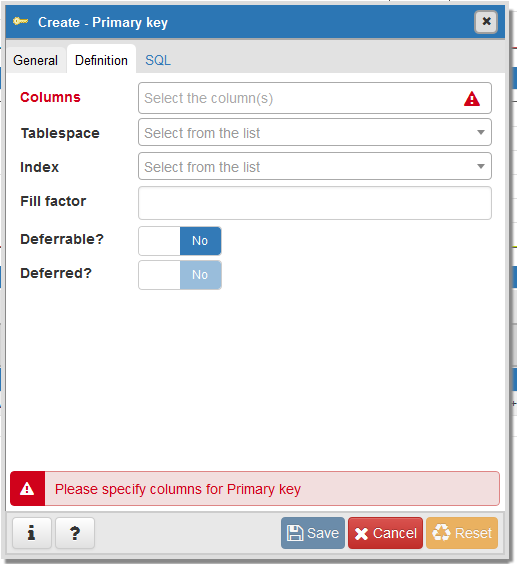 Create - Primary key
General Definition SQL
Columns Select the column(s)
Tablespace Select from the list
Index Select from the list
Fill factor
Deferrable? No
Deferred? No
Please specify columns for Primary key
i ? Save Cancel Reset